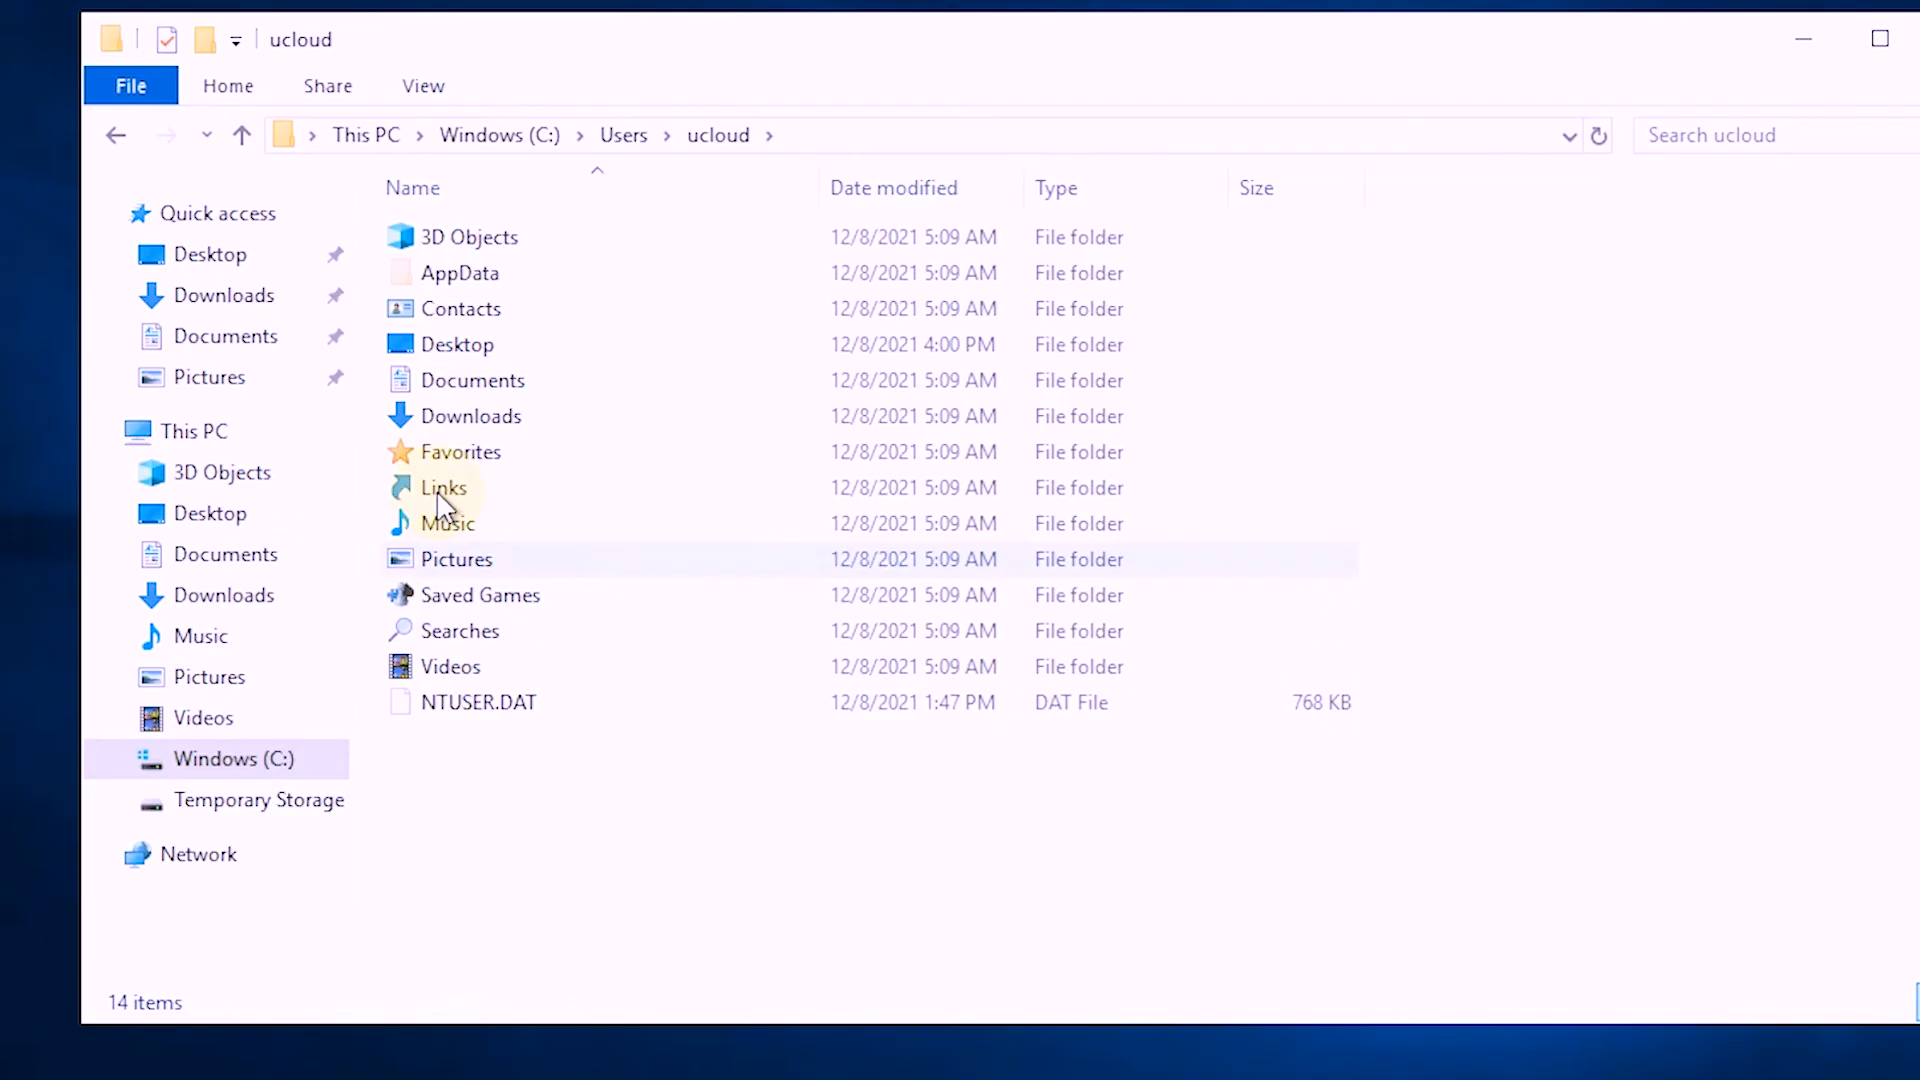 ucloud
File Home Share View
This PC Windows (C:) Users ucloud Search ucloud
Name Date modified Type Size
Quick access
Desktop
Downloads
Documents
Pictures
This PC
3D Objects
Desktop
Documents
Downloads
Music
Pictures
Videos
Windows (C:)
Temporary Storage
Network
3D Objects 12/8/2021 5:09 AM File folder
AppData 12/8/2021 5:09 AM File folder
Contacts 12/8/2021 5:09 AM File folder
Desktop 12/8/2021 4:00 PM File folder
Documents 12/8/2021 5:09 AM File folder
Downloads 12/8/2021 5:09 AM File folder
Favorites 12/8/2021 5:09 AM File folder
Links 12/8/2021 5:09 AM File folder
Music 12/8/2021 5:09 AM File folder
Pictures 12/8/2021 5:09 AM File folder
Saved Games 12/8/2021 5:09 AM File folder
Searches 12/8/2021 5:09 AM File folder
Videos 12/8/2021 5:09 AM File folder
NTUSER.DAT 12/8/2021 1:47 PM DAT File 768 KB
14 items